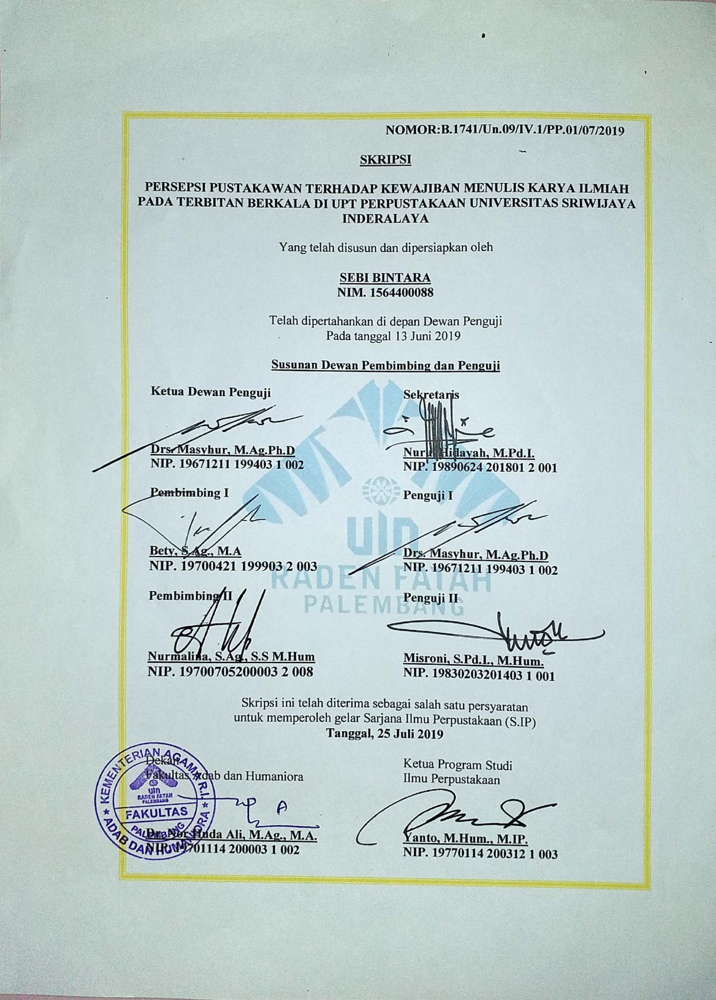 NOMOR:B.1741/Un.09/IV.1/PP.01/07/2019
SKRIPSI
PERSEPSI PUSTAKAWAN TERHADAP KEWAJIBAN MENULIS KARYA ILMIAH
PADA TERBITAN BERKALA DI UPT PERPUSTAKAAN UNIVERSITAS SRIWIJAYA
INDERALAYA
Yang telah disusun dan dipersiapkan oleh
SEBI BINTARA
NIM. 1564400088
Telah dipertahankan di depan Dewan Penguji
Pada tanggal 13 Juni 2019
Susunan Dewan Pembimbing dan Penguji
Ketua Dewan Penguji
Drs. Masyhur, M.Ag.Ph.D
NIP. 19671211 199403 1 002
Sekretaris
Nurul Hidayah, M.Pd.I.
NIP. 19890624 201801 2 001
Pembimbing I
Bety, S.Ag., M.A
NIP. 19700421 199903 2 003
Penguji I
Drs. Masyhur, M.Ag.Ph.D
NIP. 19671211 199403 1 002
uin
RADEN FATAH
PALEMBANG
Pembimbing II
Nurmalina, S.Ag., S.S M.Hum
NIP. 19700705200003 2 008
Penguji II
Misroni, S.Pd.I., M.Hum.
NIP. 19830203201403 1 001
Skripsi ini telah diterima sebagai salah satu persyaratan
untuk memperoleh gelar Sarjana Ilmu Perpustakaan (S.IP)
Tanggal, 25 Juli 2019
Dekan
Fakultas Adab dan Humaniora
Dr. Nor Huda Ali, M.Ag., M.A.
NIP. 19701114 200003 1 002
KEMENTERIAN AGAMA R.I.
uin
RADEN FATAH
PALEMBANG
FAKULTAS
PALEMBANG
ADAB DAN HUMANIORA
Ketua Program Studi
Ilmu Perpustakaan
Yanto, M.Hum., M.IP.
NIP. 19770114 200312 1 003